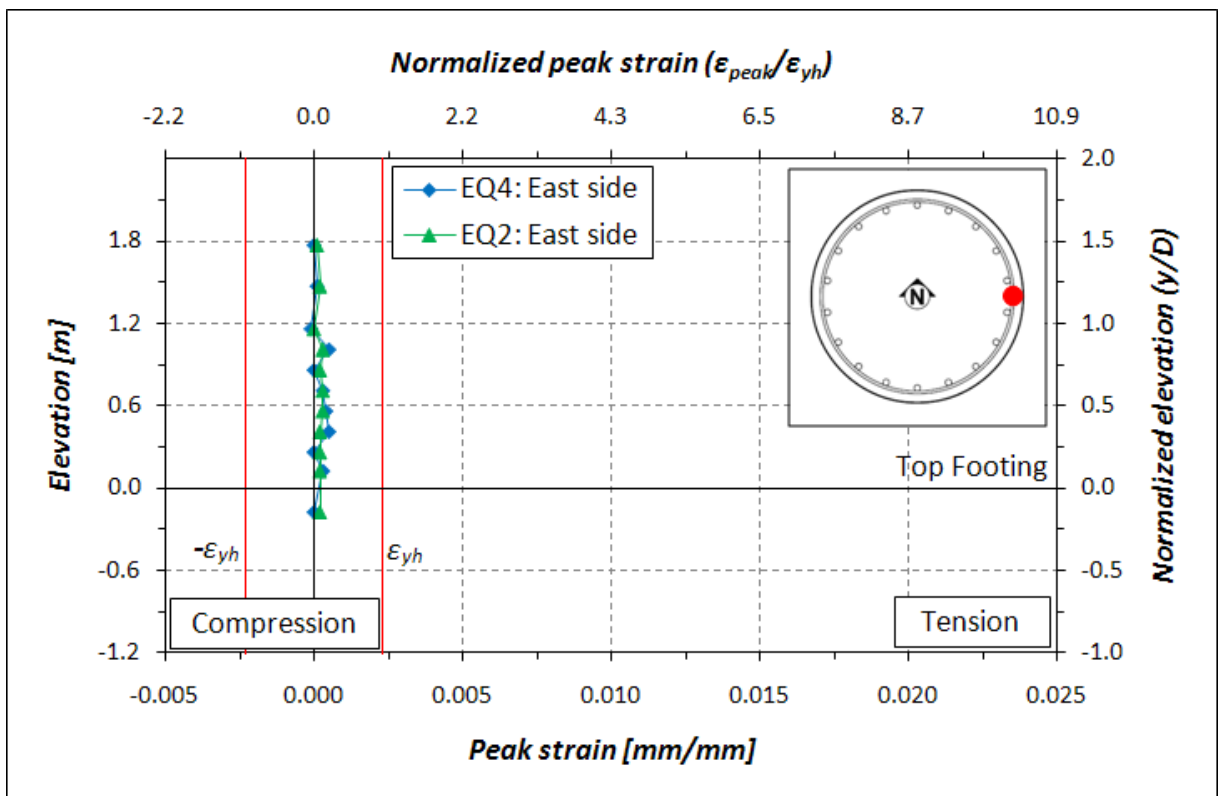 Normalized peak strain (εpeak/εyh)
-2.2 0.0 2.2 4.3 6.5 8.7 10.9
EQ4: East side
EQ2: East side
N
Top Footing
1.8
1.2
0.6
0.0
-0.6
-1.2
Elevation [m]
2.0
1.5
1.0
0.5
0.0
-0.5
-1.0
Normalized elevation (y/D)
-εyh
εyh
Compression
Tension
-0.005 0.000 0.005 0.010 0.015 0.020 0.025
Peak strain [mm/mm]